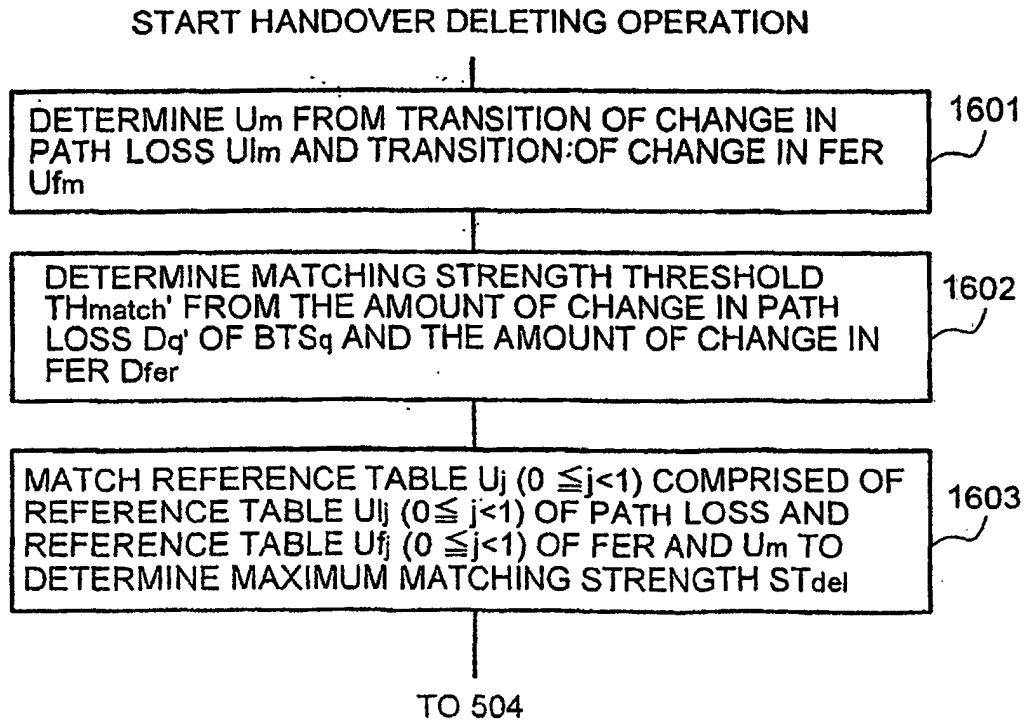 START HANDOVER DELETING OPERATION
DETERMINE Um FROM TRANSITION OF CHANGE IN
PATH LOSS Ulm AND TRANSITION OF CHANGE IN FER
Ufm
1601
DETERMINE MATCHING STRENGTH THRESHOLD
THmatch' FROM THE AMOUNT OF CHANGE IN PATH
LOSS Dq' OF BTSq AND THE AMOUNT OF CHANGE IN
FER Dfer
1602
MATCH REFERENCE TABLE Uj (0 ≦j<1) COMPRISED OF
REFERENCE TABLE Ulj (0≦ j<1) OF PATH LOSS AND
REFERENCE TABLE Ufj (0 ≦j<1) OF FER AND Um TO
DETERMINE MAXIMUM MATCHING STRENGTH STdel
1603
TO 504